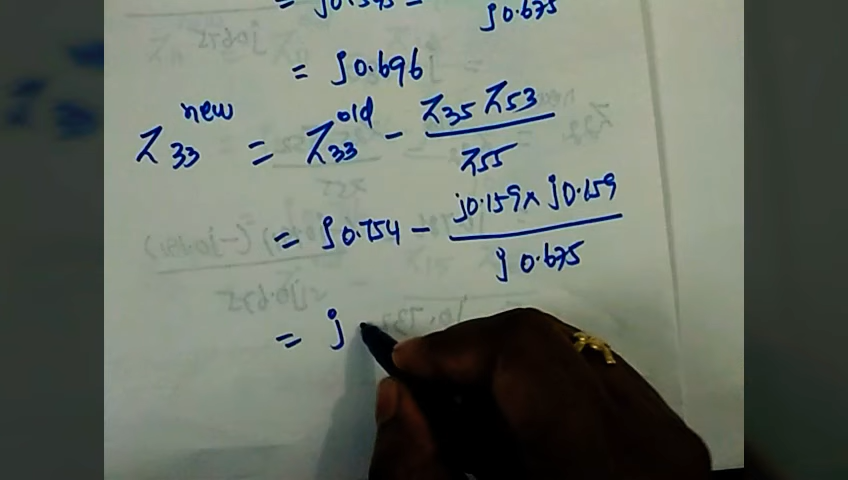 = j0.696
Z33 new = Z33 old - Z35 Z53 / Z55
= j0.754 - j0.159 x j0.159 / j0.675
= j